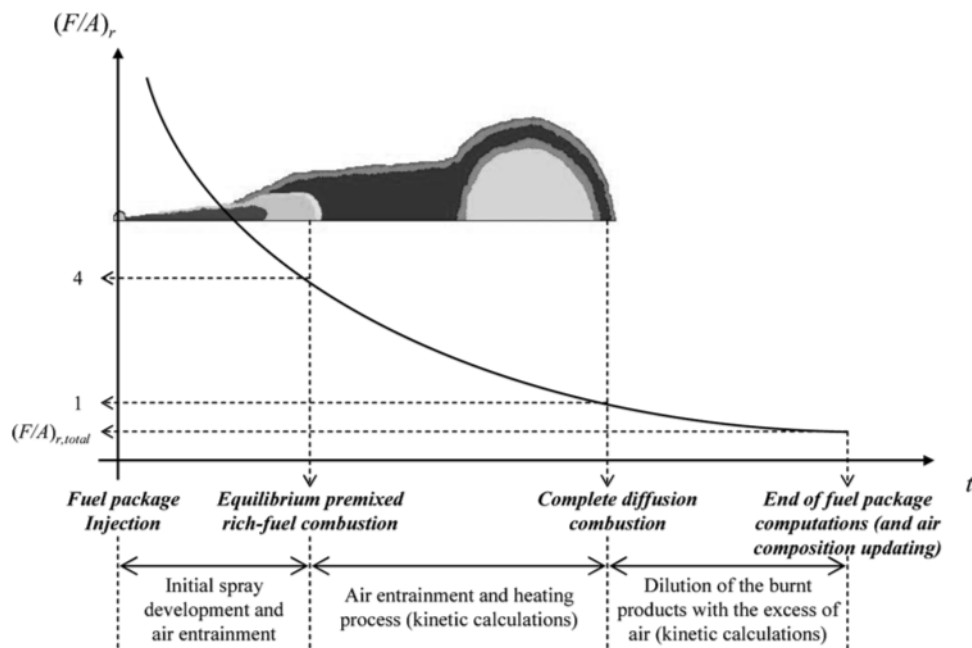 (F/A)r
4
1
(F/A)r,total
t
Fuel package
Injection
Equilibrium premixed
rich-fuel combustion
Complete diffusion
combustion
End of fuel package
computations (and air
composition updating)
Initial spray
development and
air entrainment
Air entrainment and heating
process (kinetic calculations)
Dilution of the burnt
products with the excess of
air (kinetic calculations)